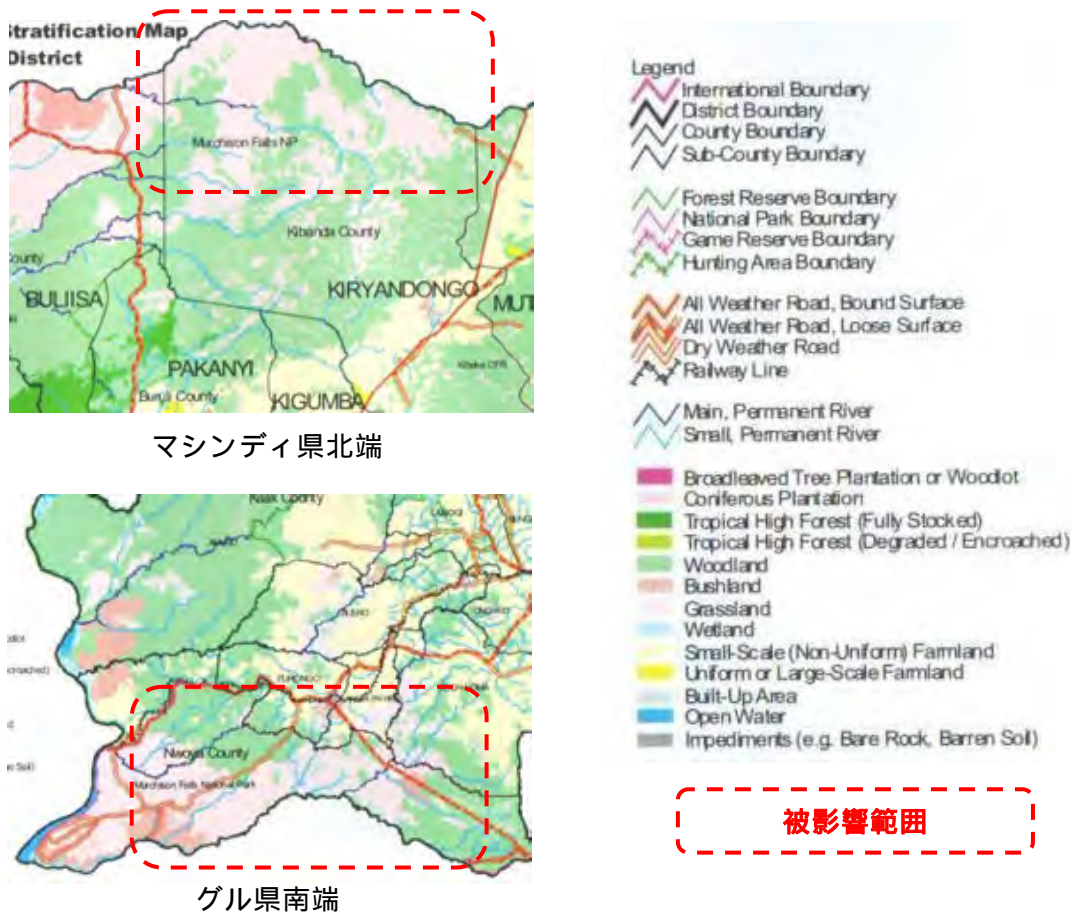 Stratification Map
District
Murchison Falls NP
Kibanda County
County
BULIISA
KIRYANDONGO
MUT
PAKANYI
Kibeka CFR
Buruli County
KIGUMBA
マシンディ県北端
Kilak County
PURONGO
Nwoya County
Murchison Falls National Park
グル県南端
Legend
International Boundary
District Boundary
County Boundary
Sub-County Boundary
Forest Reserve Boundary
National Park Boundary
Game Reserve Boundary
Hunting Area Boundary
All Weather Road, Bound Surface
All Weather Road, Loose Surface
Dry Weather Road
Railway Line
Main, Permanent River
Small, Permanent River
Broadleaved Tree Plantation or Woodlot
Coniferous Plantation
Tropical High Forest (Fully Stocked)
Tropical High Forest (Degraded / Encroached)
Woodland
Bushland
Grassland
Wetland
Small-Scale (Non-Uniform) Farmland
Uniform or Large-Scale Farmland
Built-Up Area
Open Water
Impediments (e.g. Bare Rock, Barren Soil)
被影響範囲